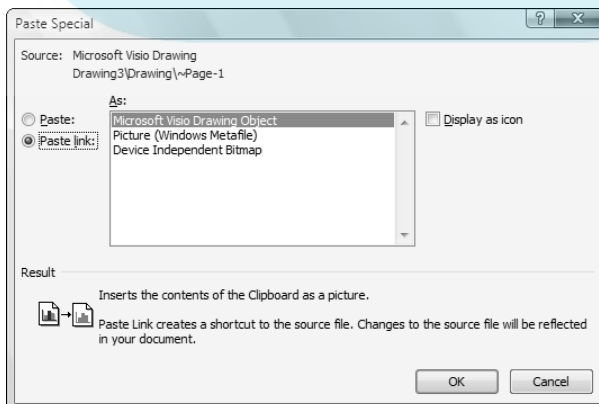 Paste Special
Source: Microsoft Visio Drawing
Drawing3\Drawing\~Page-1
As:
Paste:
Paste link:
Microsoft Visio Drawing Object
Picture (Windows Metafile)
Device Independent Bitmap
Display as icon
Result
Inserts the contents of the Clipboard as a picture.
Paste Link creates a shortcut to the source file. Changes to the source file will be reflected
in your document.
OK
Cancel